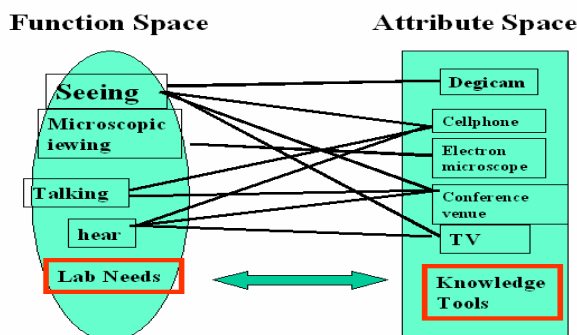 Function Space
Attribute Space
Seeing
Microscopic
iewing
Talking
hear
Lab Needs
Degicam
Cellphone
Electron
microscope
Conference
venue
TV
Knowledge
Tools